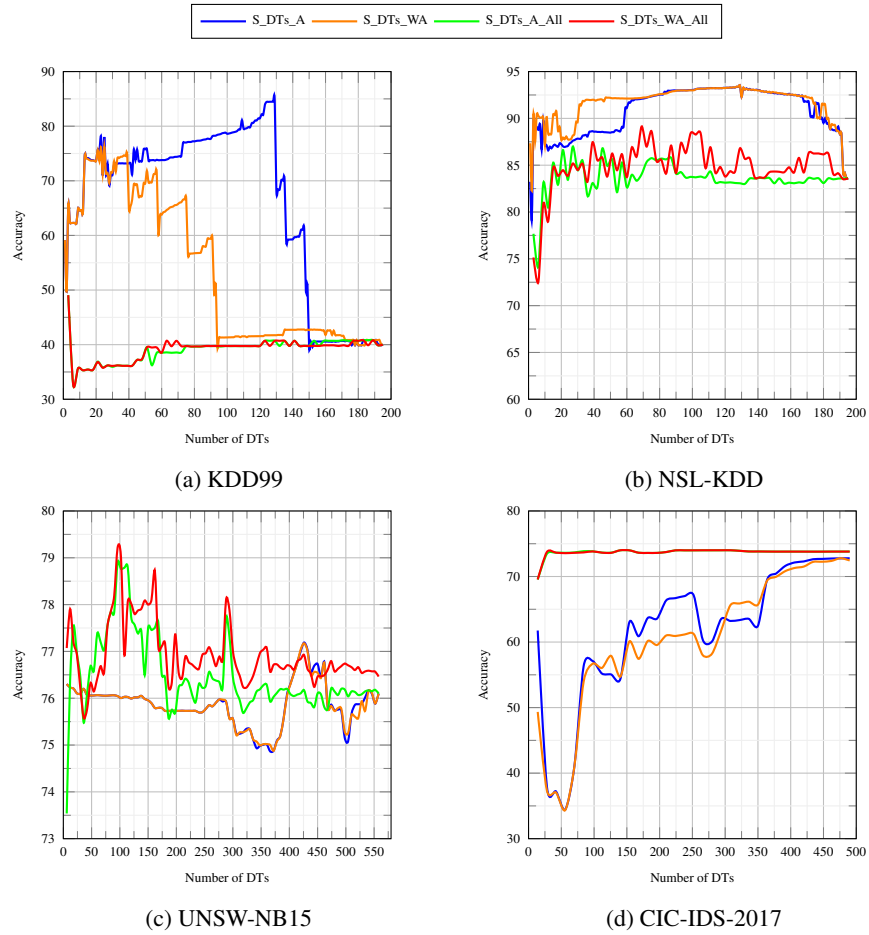 S_DTs_A S_DTs_WA S_DTs_A_All S_DTs_WA_All
90
80
70
60
50
40
30
Accuracy
0 20 40 60 80 100 120 140 160 180 200
Number of DTs
(a) KDD99
95
90
85
80
75
70
65
60
Accuracy
0 20 40 60 80 100 120 140 160 180 200
Number of DTs
(b) NSL-KDD
80
79
78
77
76
75
74
73
Accuracy
0 50 100 150 200 250 300 350 400 450 500 550
Number of DTs
(c) UNSW-NB15
80
70
60
50
40
30
Accuracy
0 50 100 150 200 250 300 350 400 450 500
Number of DTs
(d) CIC-IDS-2017